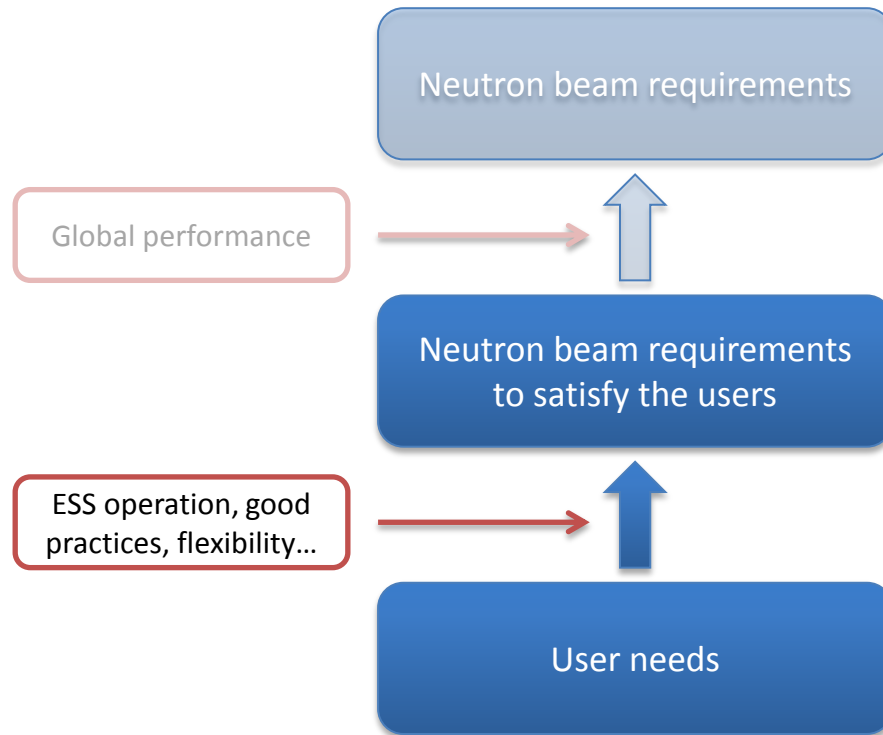 Neutron beam requirements
Global performance
Neutron beam requirements
to satisfy the users
ESS operation, good
practices, flexibility…
User needs